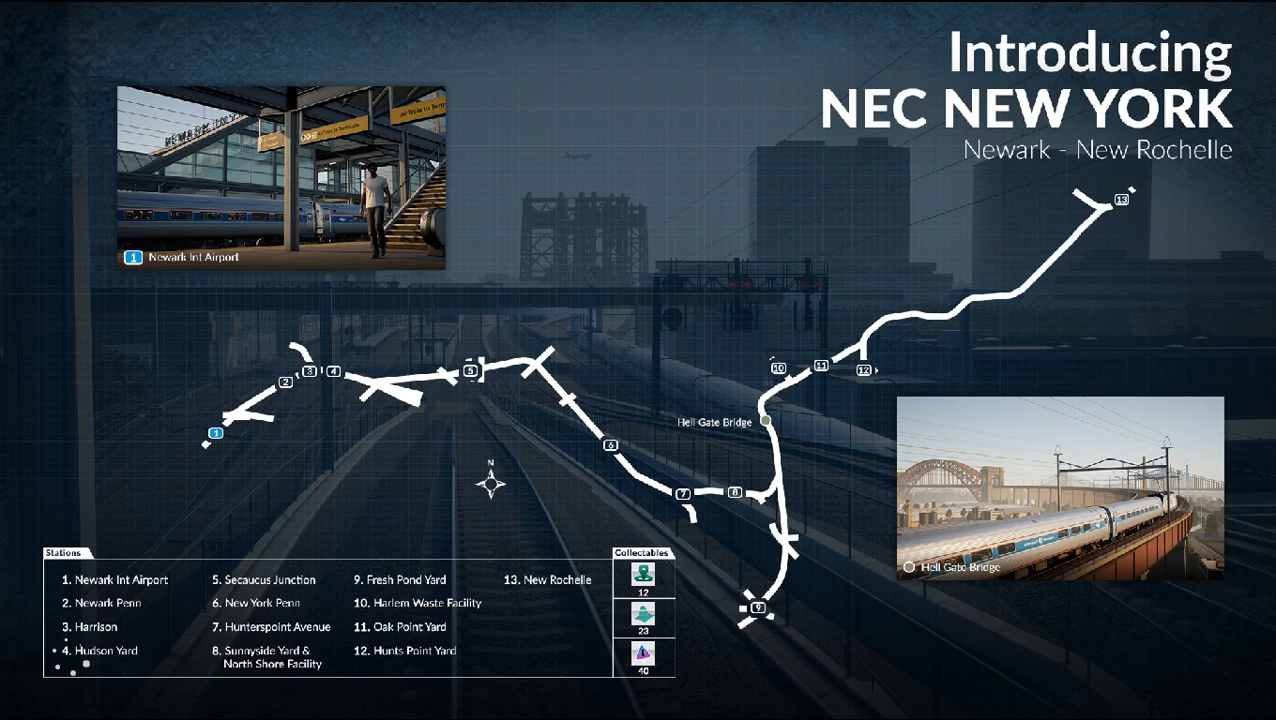 Introducing
NEC NEW YORK
Newark - New Rochelle
AirTrain to Term
1 Newark Int Airport
13
10
11
12
3
4
5
2
Hell Gate Bridge
1
6
N
7
8
9
Hell Gate Bridge
Stations
1. Newark Int Airport
2. Newark Penn
3. Harrison
4. Hudson Yard
5. Secaucus Junction
6. New York Penn
7. Hunterspoint Avenue
8. Sunnyside Yard &
North Shore Facility
9. Fresh Pond Yard
10. Harlem Waste Facility
11. Oak Point Yard
12. Hunts Point Yard
13. New Rochelle
Collectables
12
23
40